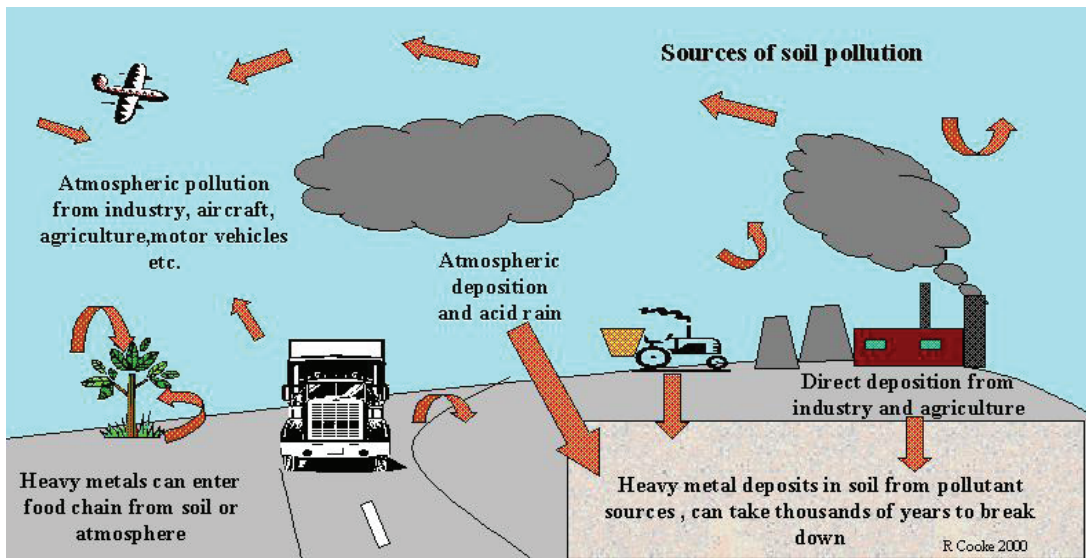 Sources of soil pollution
Atmospheric pollution
from industry, aircraft,
agriculture,motor vehicles
etc.
Atmospheric
deposition
and acid rain
Direct deposition from
industry and agriculture
Heavy metals can enter
food chain from soil or
atmosphere
Heavy metal deposits in soil from pollutant
sources , can take thousands of years to break
down
R Cooke 2000